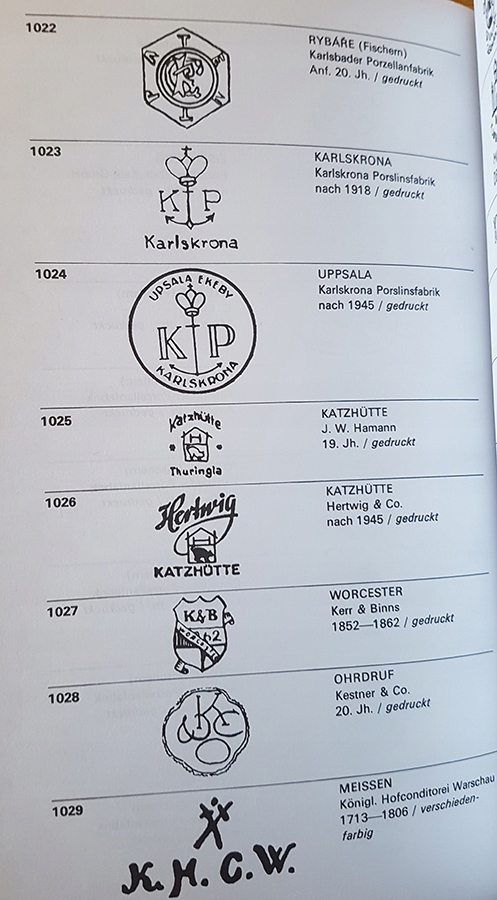 1022
RYBÁŘE (Fischern)
Karlsbader Porzellanfabrik
Anf. 20. Jh. / gedruckt
1023
K P
Karlskrona
KARLSKRONA
Karlskrona Porslinsfabrik
nach 1918 / gedruckt
1024
UPSALA EKEBY
K P
KARLSKRONA
UPPSALA
Karlskrona Porslinsfabrik
nach 1945 / gedruckt
1025
Katzhütte
Thuringia
KATZHÜTTE
J. W. Hamann
19. Jh. / gedruckt
1026
Hertwig
KATZHÜTTE
KATZHÜTTE
Hertwig & Co.
nach 1945 / gedruckt
1027
K&B
WORCESTER
Kerr & Binns
1852—1862 / gedruckt
1028
OHRDRUF
Kestner & Co.
20. Jh. / gedruckt
1029
K. H. C. W.
MEISSEN
Königl. Hofconditorei Warschau
1713—1806 / verschieden-
farbig